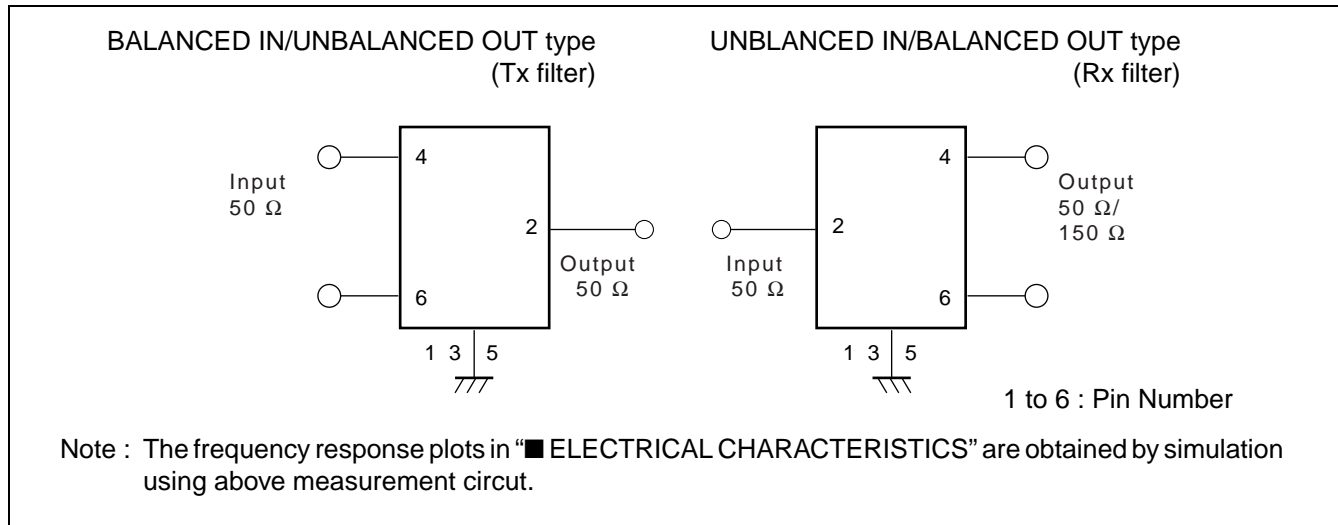 BALANCED IN/UNBALANCED OUT type
(Tx filter)
4
Input
50 Ω
2
Output
50 Ω
6
1 3 5
UNBLANCED IN/BALANCED OUT type
(Rx filter)
4
Output
50 Ω/
150 Ω
2
Input
50 Ω
6
1 3 5
1 to 6 : Pin Number
Note : The frequency response plots in “■ ELECTRICAL CHARACTERISTICS” are obtained by simulation
using above measurement circut.